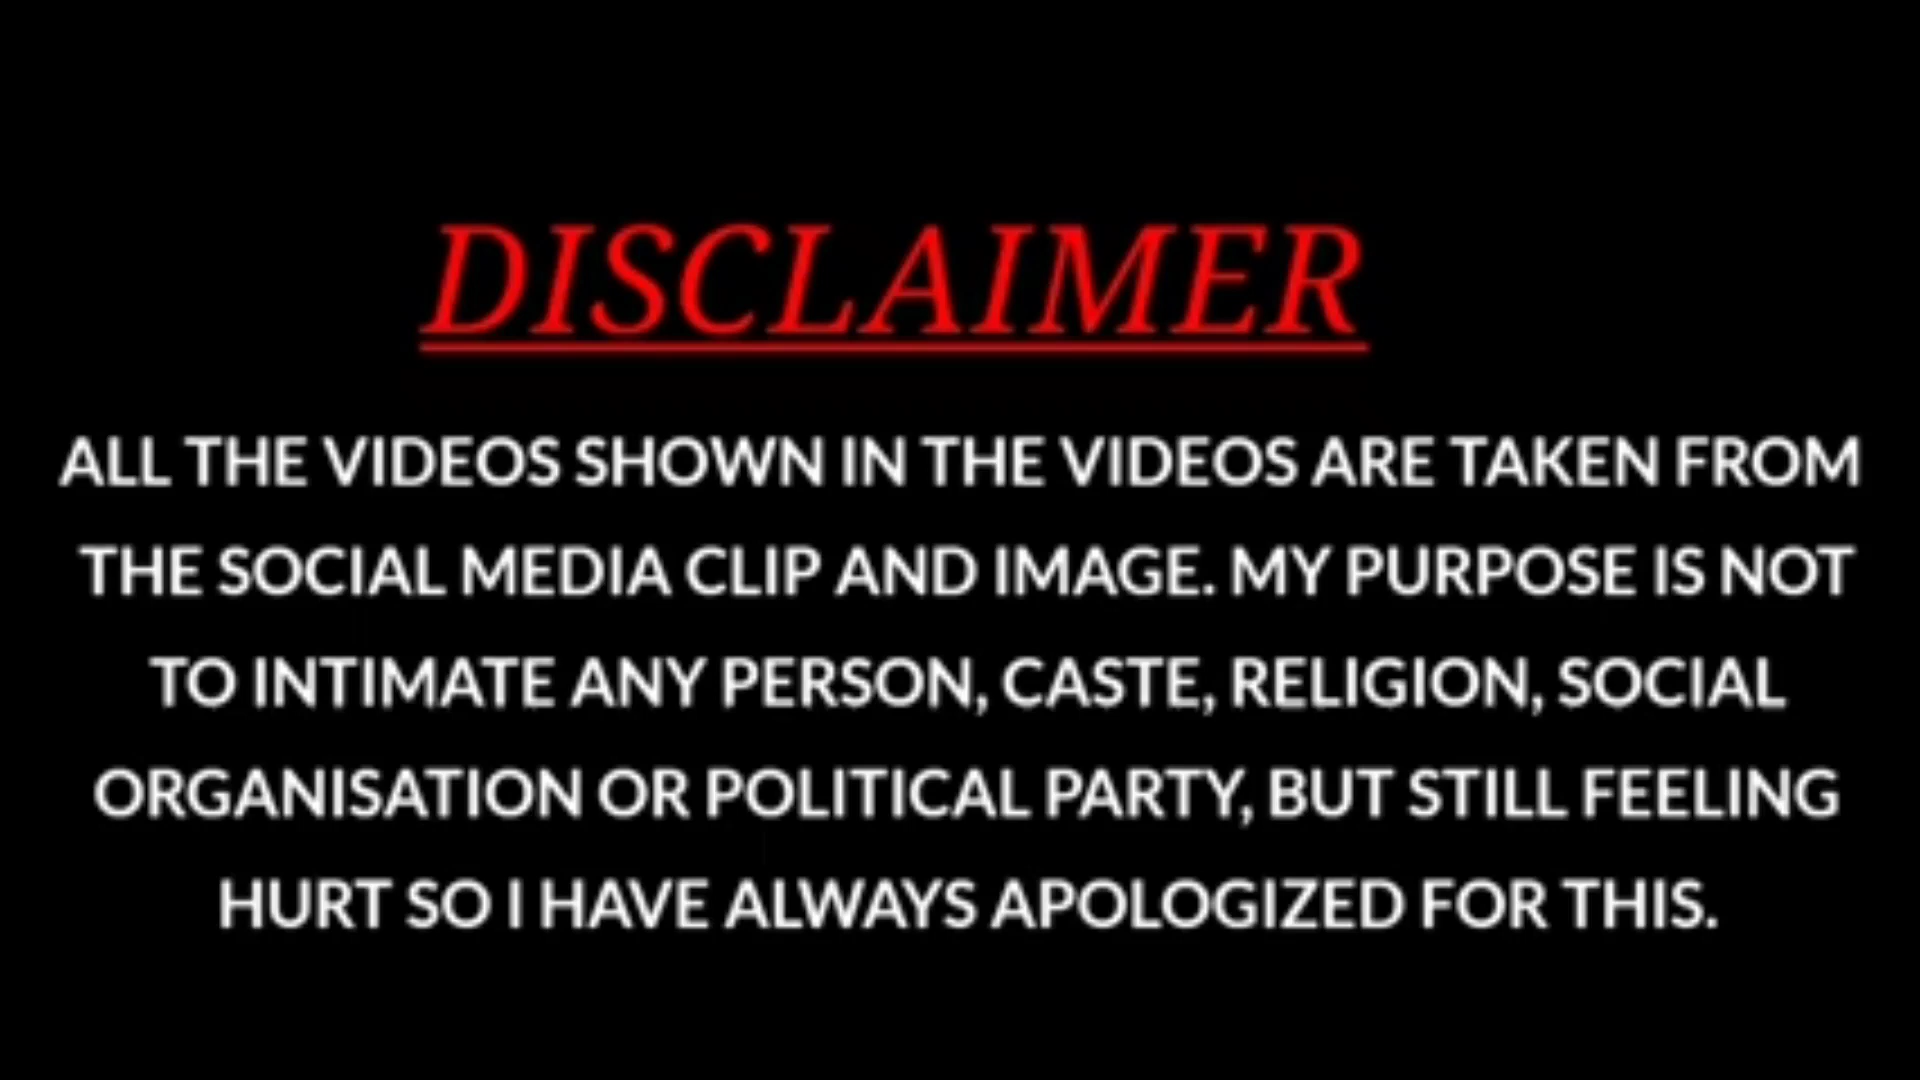 DISCLAIMER
ALL THE VIDEOS SHOWN IN THE VIDEOS ARE TAKEN FROM
THE SOCIAL MEDIA CLIP AND IMAGE. MY PURPOSE IS NOT
TO INTIMATE ANY PERSON, CASTE, RELIGION, SOCIAL
ORGANISATION OR POLITICAL PARTY, BUT STILL FEELING
HURT SO I HAVE ALWAYS APOLOGIZED FOR THIS.